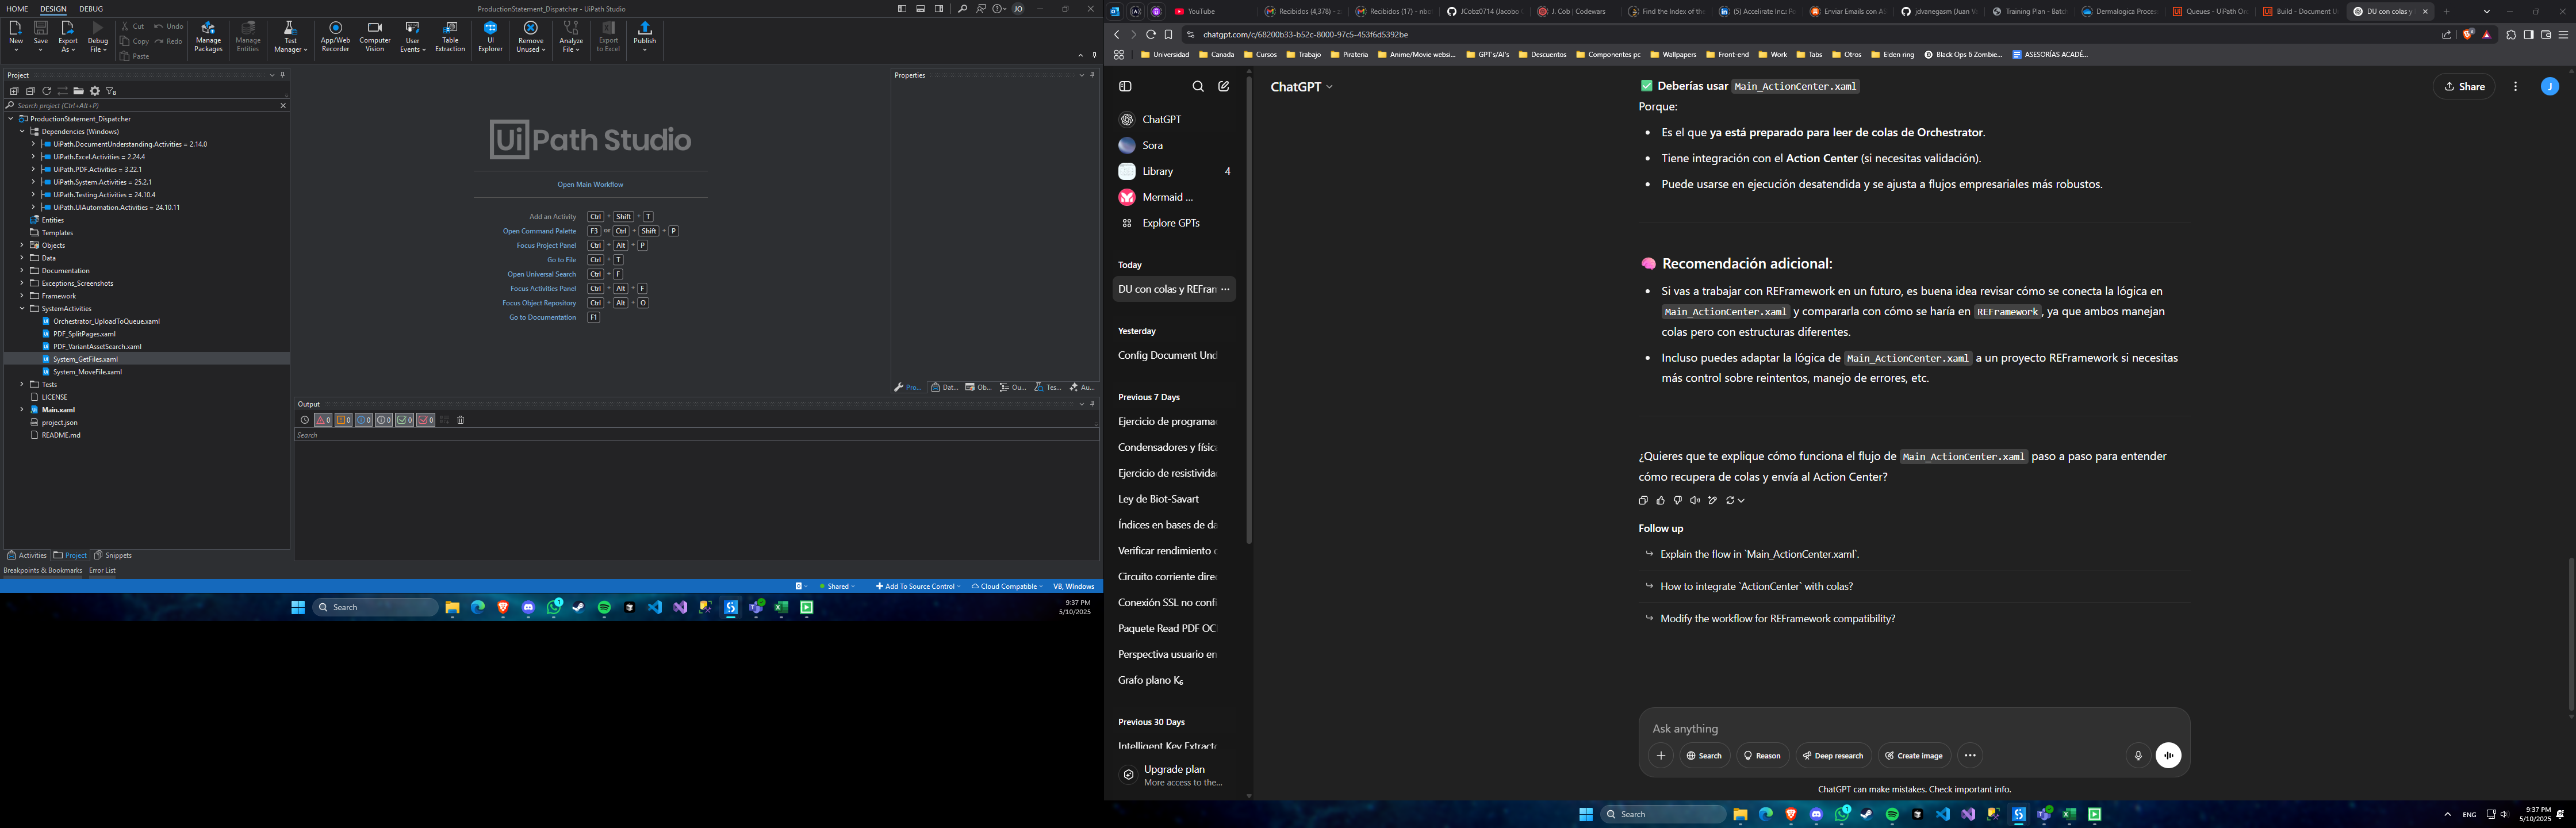 HOME DESIGN DEBUG
ProductionStatement_Dispatcher - UiPath Studio
JO
New
Save
Export As
Debug File
Cut
Copy
Paste
Undo
Redo
Manage Packages
Manage Entities
Test Manager
App/Web Recorder
Computer Vision
User Events
Table Extraction
UI Explorer
Remove Unused
Analyze File
Export to Excel
Publish
Project
Search project (Ctrl+Alt+P)
ProductionStatement_Dispatcher
Dependencies (Windows)
UiPath.DocumentUnderstanding.Activities = 2.14.0
UiPath.Excel.Activities = 2.24.4
UiPath.PDF.Activities = 3.22.1
UiPath.System.Activities = 25.2.1
UiPath.Testing.Activities = 24.10.4
UiPath.UIAutomation.Activities = 24.10.11
Entities
Templates
Objects
Data
Documentation
Exceptions_Screenshots
Framework
SystemActivities
Orchestrator_UploadToQueue.xaml
PDF_SplitPages.xaml
PDF_VariantAssetSearch.xaml
System_GetFiles.xaml
System_MoveFile.xaml
Tests
LICENSE
Main.xaml
project.json
README.md
Activities Project Snippets
Breakpoints & Bookmarks Error List
UiPath Studio
Open Main Workflow
Add an Activity Ctrl + Shift + T
Open Command Palette F3 or Ctrl + Shift + P
Focus Project Panel Ctrl + Alt + P
Go to File Ctrl + T
Open Universal Search Ctrl + F
Focus Activities Panel Ctrl + Alt + F
Focus Object Repository Ctrl + Alt + O
Go to Documentation F1
Properties
Pro... Dat... Ob... Ou... Tes... Au...
Output
0 0 0 0 0 0
Search
Shared Add To Source Control Cloud Compatible VB, Windows
Search
9:37 PM
5/10/2025
YouTube
Recibidos (4,378) - z
Recibidos (17) - nbo
JCobz0714 (Jacobo
J. Cob | Codewars
Find the Index of the
(5) Accelirate Inc.: Pe
Enviar Emails con AS
jdvanegasm (Juan Va
Training Plan - Batch
Dermalogica Proces
Queues - UiPath Orc
Build - Document U
DU con colas y
chatgpt.com/c/68200b33-b52c-8000-97c5-453f6d5392be
Universidad Canada Cursos Trabajo Pirateria Anime/Movie websi... GPT's/AI's Descuentos Componentes pc Wallpapers Front-end Work Tabs Otros Elden ring Black Ops 6 Zombie... ASESORÍAS ACADÉ...
ChatGPT
Sora
Library 4
Mermaid ...
Explore GPTs
Today
DU con colas y REFram ...
Yesterday
Config Document Und
Previous 7 Days
Ejercicio de programac
Condensadores y física
Ejercicio de resistividad
Ley de Biot-Savart
Índices en bases de da
Verificar rendimiento d
Circuito corriente direc
Conexión SSL no confi
Paquete Read PDF OCR
Perspectiva usuario en
Grafo plano K₆
Previous 30 Days
Intelligent Key Extracto
Upgrade plan
More access to the...
ChatGPT
Share
J
✅ Deberías usar Main_ActionCenter.xaml
Porque:
• Es el que ya está preparado para leer de colas de Orchestrator.
• Tiene integración con el Action Center (si necesitas validación).
• Puede usarse en ejecución desatendida y se ajusta a flujos empresariales más robustos.
🧠 Recomendación adicional:
• Si vas a trabajar con REFramework en un futuro, es buena idea revisar cómo se conecta la lógica en
Main_ActionCenter.xaml y compararla con cómo se haría en REFramework, ya que ambos manejan
colas pero con estructuras diferentes.
• Incluso puedes adaptar la lógica de Main_ActionCenter.xaml a un proyecto REFramework si necesitas
más control sobre reintentos, manejo de errores, etc.
¿Quieres que te explique cómo funciona el flujo de Main_ActionCenter.xaml paso a paso para entender
cómo recupera de colas y envía al Action Center?
Follow up
Explain the flow in `Main_ActionCenter.xaml`.
How to integrate `ActionCenter` with colas?
Modify the workflow for REFramework compatibility?
Ask anything
Search Reason Deep research Create image
ChatGPT can make mistakes. Check important info.
Search
ENG
9:37 PM
5/10/2025